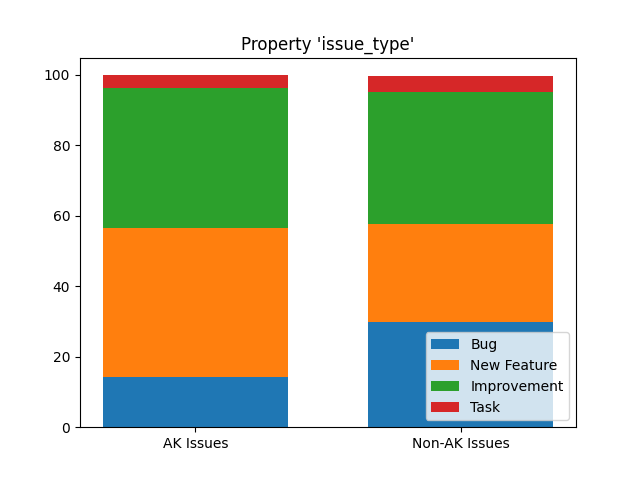 Property 'issue_type'
100
80
60
40
20
0
Bug
New Feature
Improvement
Task
AK Issues
Non-AK Issues